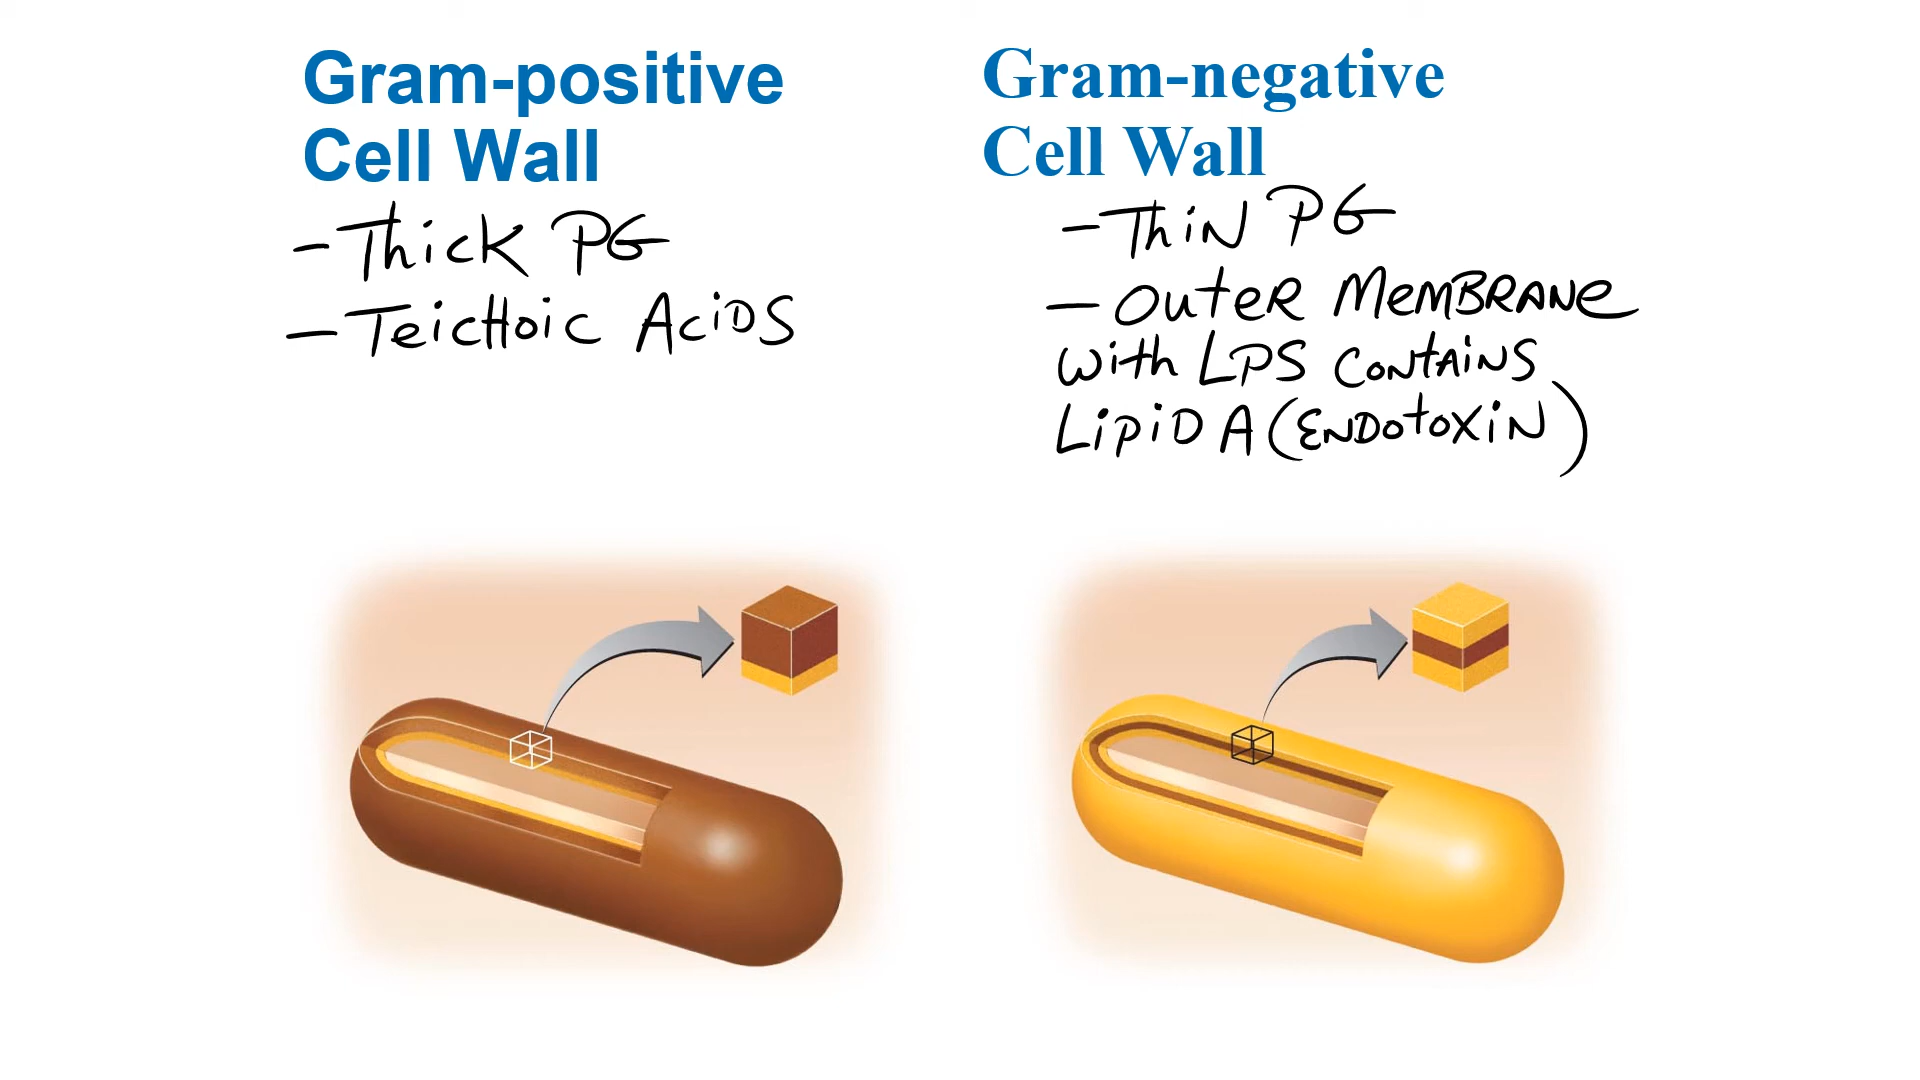 Gram-positive
Cell Wall
- Thick PG
- Teichoic Acids
Gram-negative
Cell Wall
- Thin PG
- Outer Membrane
with LPS contains
Lipid A (Endotoxin)